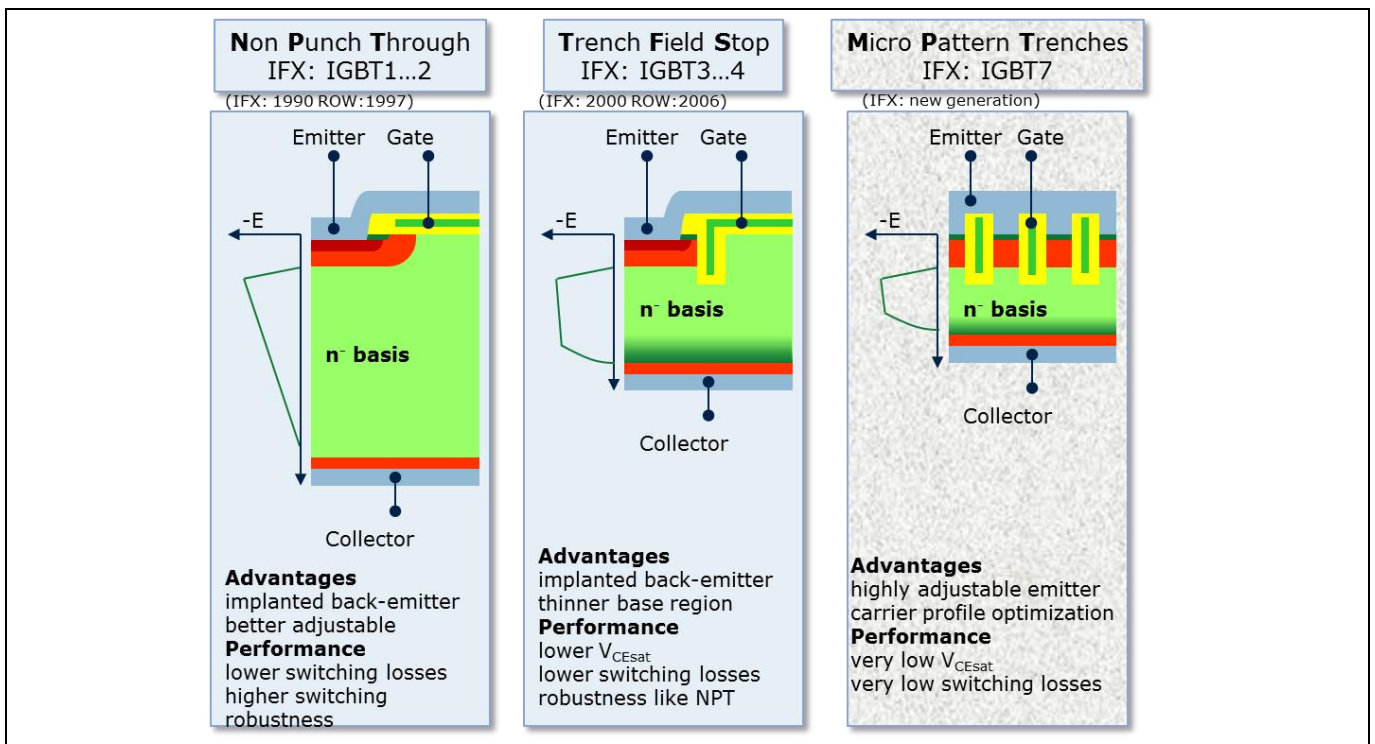 Non Punch Through
IFX: IGBT1...2
(IFX: 1990 ROW:1997)
Emitter Gate
-E
n⁻ basis
Collector
Advantages
implanted back-emitter
better adjustable
Performance
lower switching losses
higher switching
robustness
Trench Field Stop
IFX: IGBT3...4
(IFX: 2000 ROW:2006)
Emitter Gate
-E
n⁻ basis
Collector
Advantages
implanted back-emitter
thinner base region
Performance
lower VCEsat
lower switching losses
robustness like NPT
Micro Pattern Trenches
IFX: IGBT7
(IFX: new generation)
Emitter Gate
-E
n⁻ basis
Collector
Advantages
highly adjustable emitter
carrier profile optimization
Performance
very low VCEsat
very low switching losses